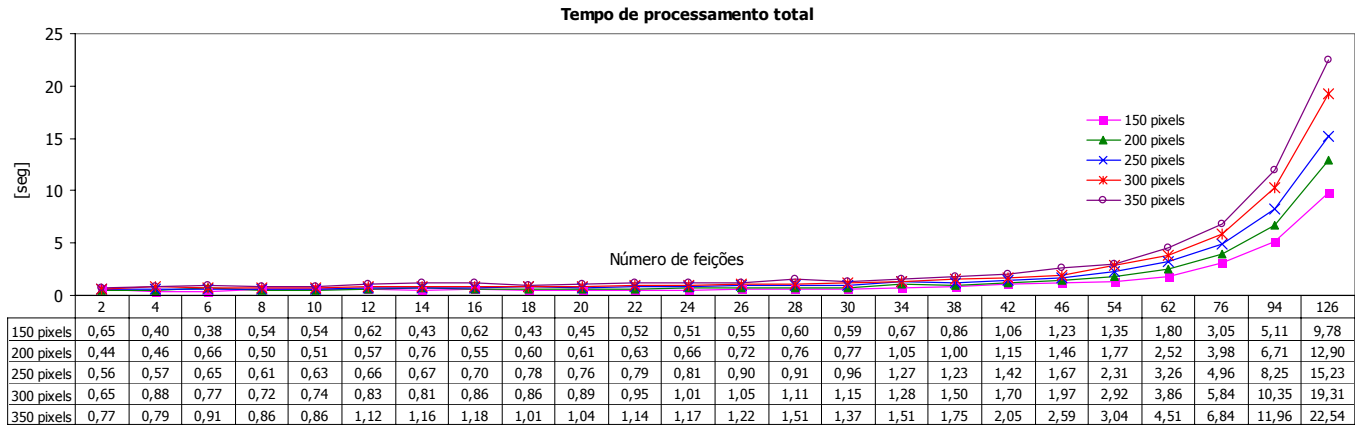 Tempo de processamento total
25
20
15
10
5
0
[seg]
150 pixels
200 pixels
250 pixels
300 pixels
350 pixels
Número de feições
2 4 6 8 10 12 14 16 18 20 22 24 26 28 30 34 38 42 46 54 62 76 94 126
150 pixels 0,65 0,40 0,38 0,54 0,54 0,62 0,43 0,62 0,43 0,45 0,52 0,51 0,55 0,60 0,59 0,67 0,86 1,06 1,23 1,35 1,80 3,05 5,11 9,78
200 pixels 0,44 0,46 0,66 0,50 0,51 0,57 0,76 0,55 0,60 0,61 0,63 0,66 0,72 0,76 0,77 1,05 1,00 1,15 1,46 1,77 2,52 3,98 6,71 12,90
250 pixels 0,56 0,57 0,65 0,61 0,63 0,66 0,67 0,70 0,78 0,76 0,79 0,81 0,90 0,91 0,96 1,27 1,23 1,42 1,67 2,31 3,26 4,96 8,25 15,23
300 pixels 0,65 0,88 0,77 0,72 0,74 0,83 0,81 0,86 0,86 0,89 0,95 1,01 1,05 1,11 1,15 1,28 1,50 1,70 1,97 2,92 3,86 5,84 10,35 19,31
350 pixels 0,77 0,79 0,91 0,86 0,86 1,12 1,16 1,18 1,01 1,04 1,14 1,17 1,22 1,51 1,37 1,51 1,75 2,05 2,59 3,04 4,51 6,84 11,96 22,54